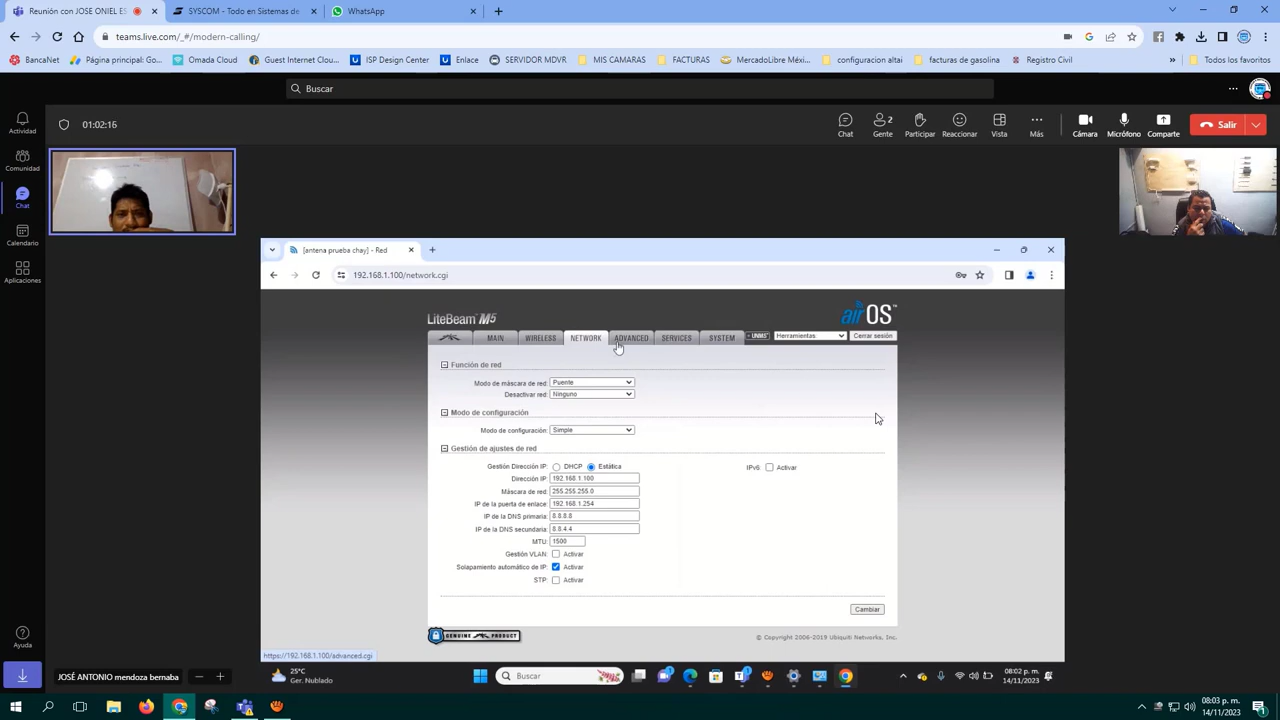 Reunión con JOSE ONIEL ES
SYSCOM - Todo en Sistemas de
WhatsApp
teams.live.com/_#/modern-calling/
BancaNet
Página principal: G...
Omada Cloud
Guest Internet Clou...
ISP Design Center
Enlace
SERVIDOR MDVR
MIS CAMARAS
FACTURAS
MercadoLibre Méxi...
configuracion altai
facturas de gasolina
Registro Civil
»
Todos los favoritos
Buscar
01:02:16
Chat
Gente
2
Participar
Reaccionar
Vista
Más
Cámara
Micrófono
Comparte
Salir
Actividad
Comunidad
Chat
Calendario
Aplicaciones
Ayuda
[antena prueba chay] - Red
192.168.1.100/network.cgi
LiteBeam M5
airOS™
MAIN
WIRELESS
NETWORK
ADVANCED
SERVICES
SYSTEM
UNMS
Herramientas
Cerrar sesión
Función de red
Modo de máscara de red: Puente
Desactivar red: Ninguno
Modo de configuración
Modo de configuración: Simple
Gestión de ajustes de red
Gestión Dirección IP: DHCP Estática
IPv6: Activar
Dirección IP: 192.168.1.100
Máscara de red: 255.255.255.0
IP de la puerta de enlace: 192.168.1.254
IP de la DNS primaria: 8.8.8.8
IP de la DNS secundaria: 8.8.4.4
MTU: 1500
Gestión VLAN: Activar
Solapamiento automático de IP: Activar
STP: Activar
Cambiar
GENUINE PRODUCT
© Copyright 2006-2019 Ubiquiti Networks, Inc.
https://192.168.1.100/advanced.cgi
25°C
Ger. Nublado
Buscar
08:02 p. m.
14/11/2023
JOSÉ ANTONIO mendoza bernaba
08:03 p. m.
14/11/2023